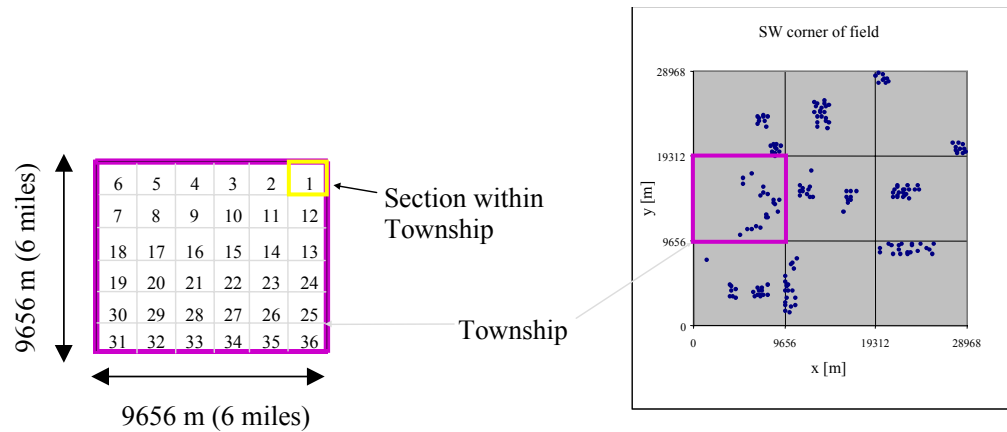 9656 m (6 miles)
6 5 4 3 2 1
7 8 9 10 11 12
18 17 16 15 14 13
19 20 21 22 23 24
30 29 28 27 26 25
31 32 33 34 35 36
9656 m (6 miles)
Section within
Township
Township
SW corner of field
y [m]
28968
19312
9656
0
0 9656 19312 28968
x [m]